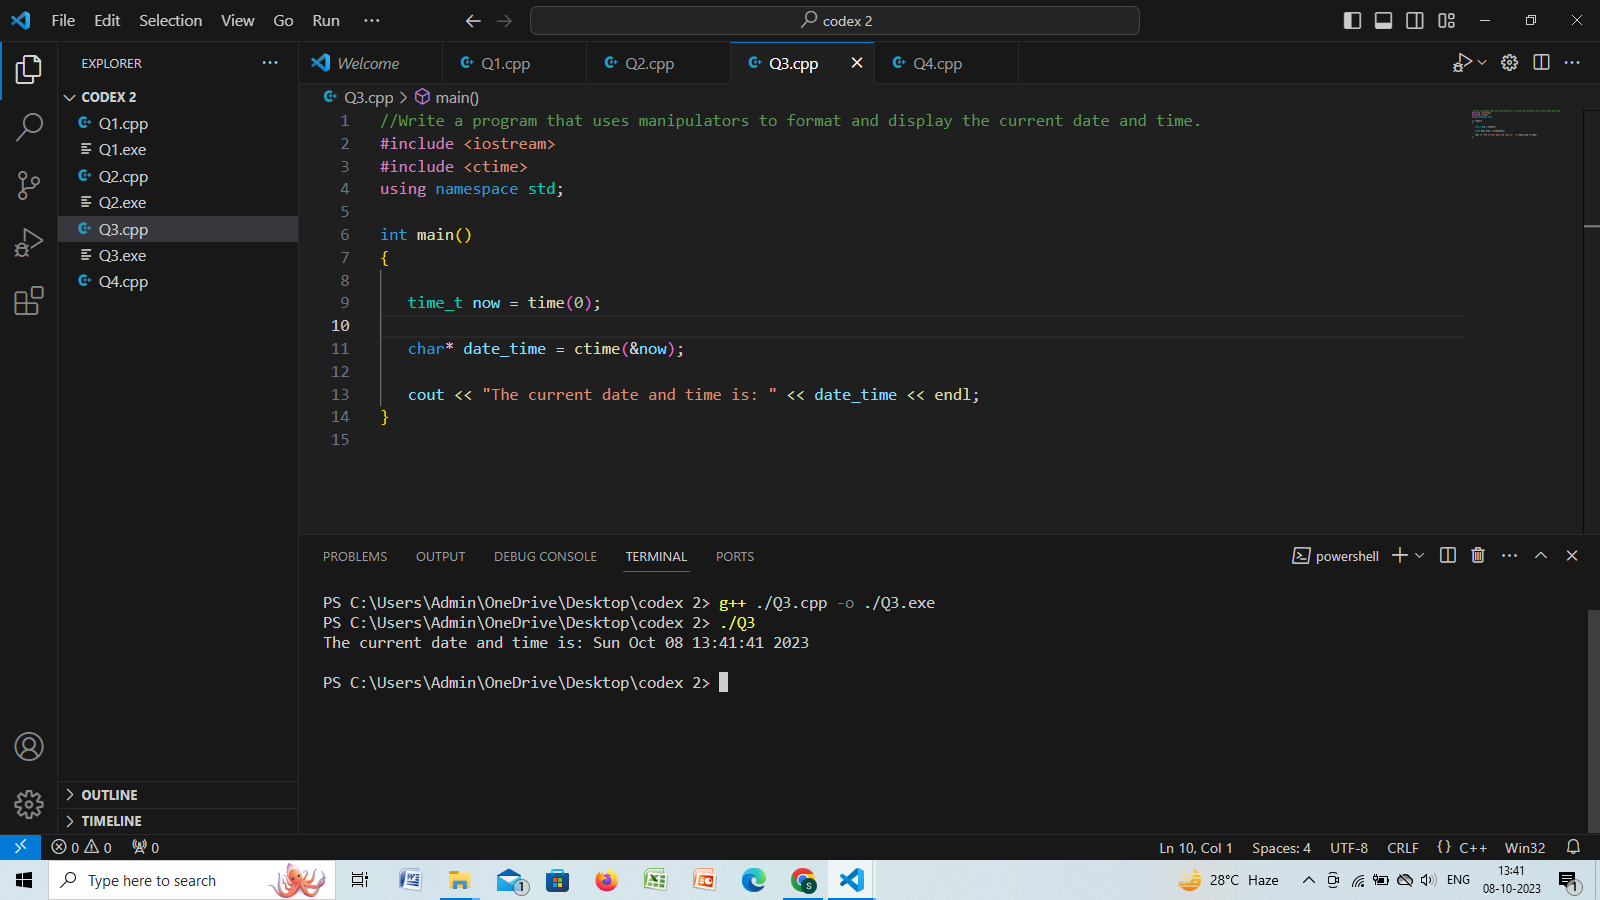 File Edit Selection View Go Run ··· codex 2
EXPLORER ···
CODEX 2
Q1.cpp
Q1.exe
Q2.cpp
Q2.exe
Q3.cpp
Q3.exe
Q4.cpp
OUTLINE
TIMELINE
Welcome Q1.cpp Q2.cpp Q3.cpp Q4.cpp
Q3.cpp > main()
1 //Write a program that uses manipulators to format and display the current date and time.
2 #include <iostream>
3 #include <ctime>
4 using namespace std;
5
6 int main()
7 {
8
9 time_t now = time(0);
10
11 char* date_time = ctime(&now);
12
13 cout << "The current date and time is: " << date_time << endl;
14 }
15
PROBLEMS OUTPUT DEBUG CONSOLE TERMINAL PORTS powershell
PS C:\Users\Admin\OneDrive\Desktop\codex 2> g++ ./Q3.cpp -o ./Q3.exe
PS C:\Users\Admin\OneDrive\Desktop\codex 2> ./Q3
The current date and time is: Sun Oct 08 13:41:41 2023
PS C:\Users\Admin\OneDrive\Desktop\codex 2>
0 0 0 Ln 10, Col 1 Spaces: 4 UTF-8 CRLF {} C++ Win32
Type here to search 1 S 28°C Haze ENG 13:41
08-10-2023 1